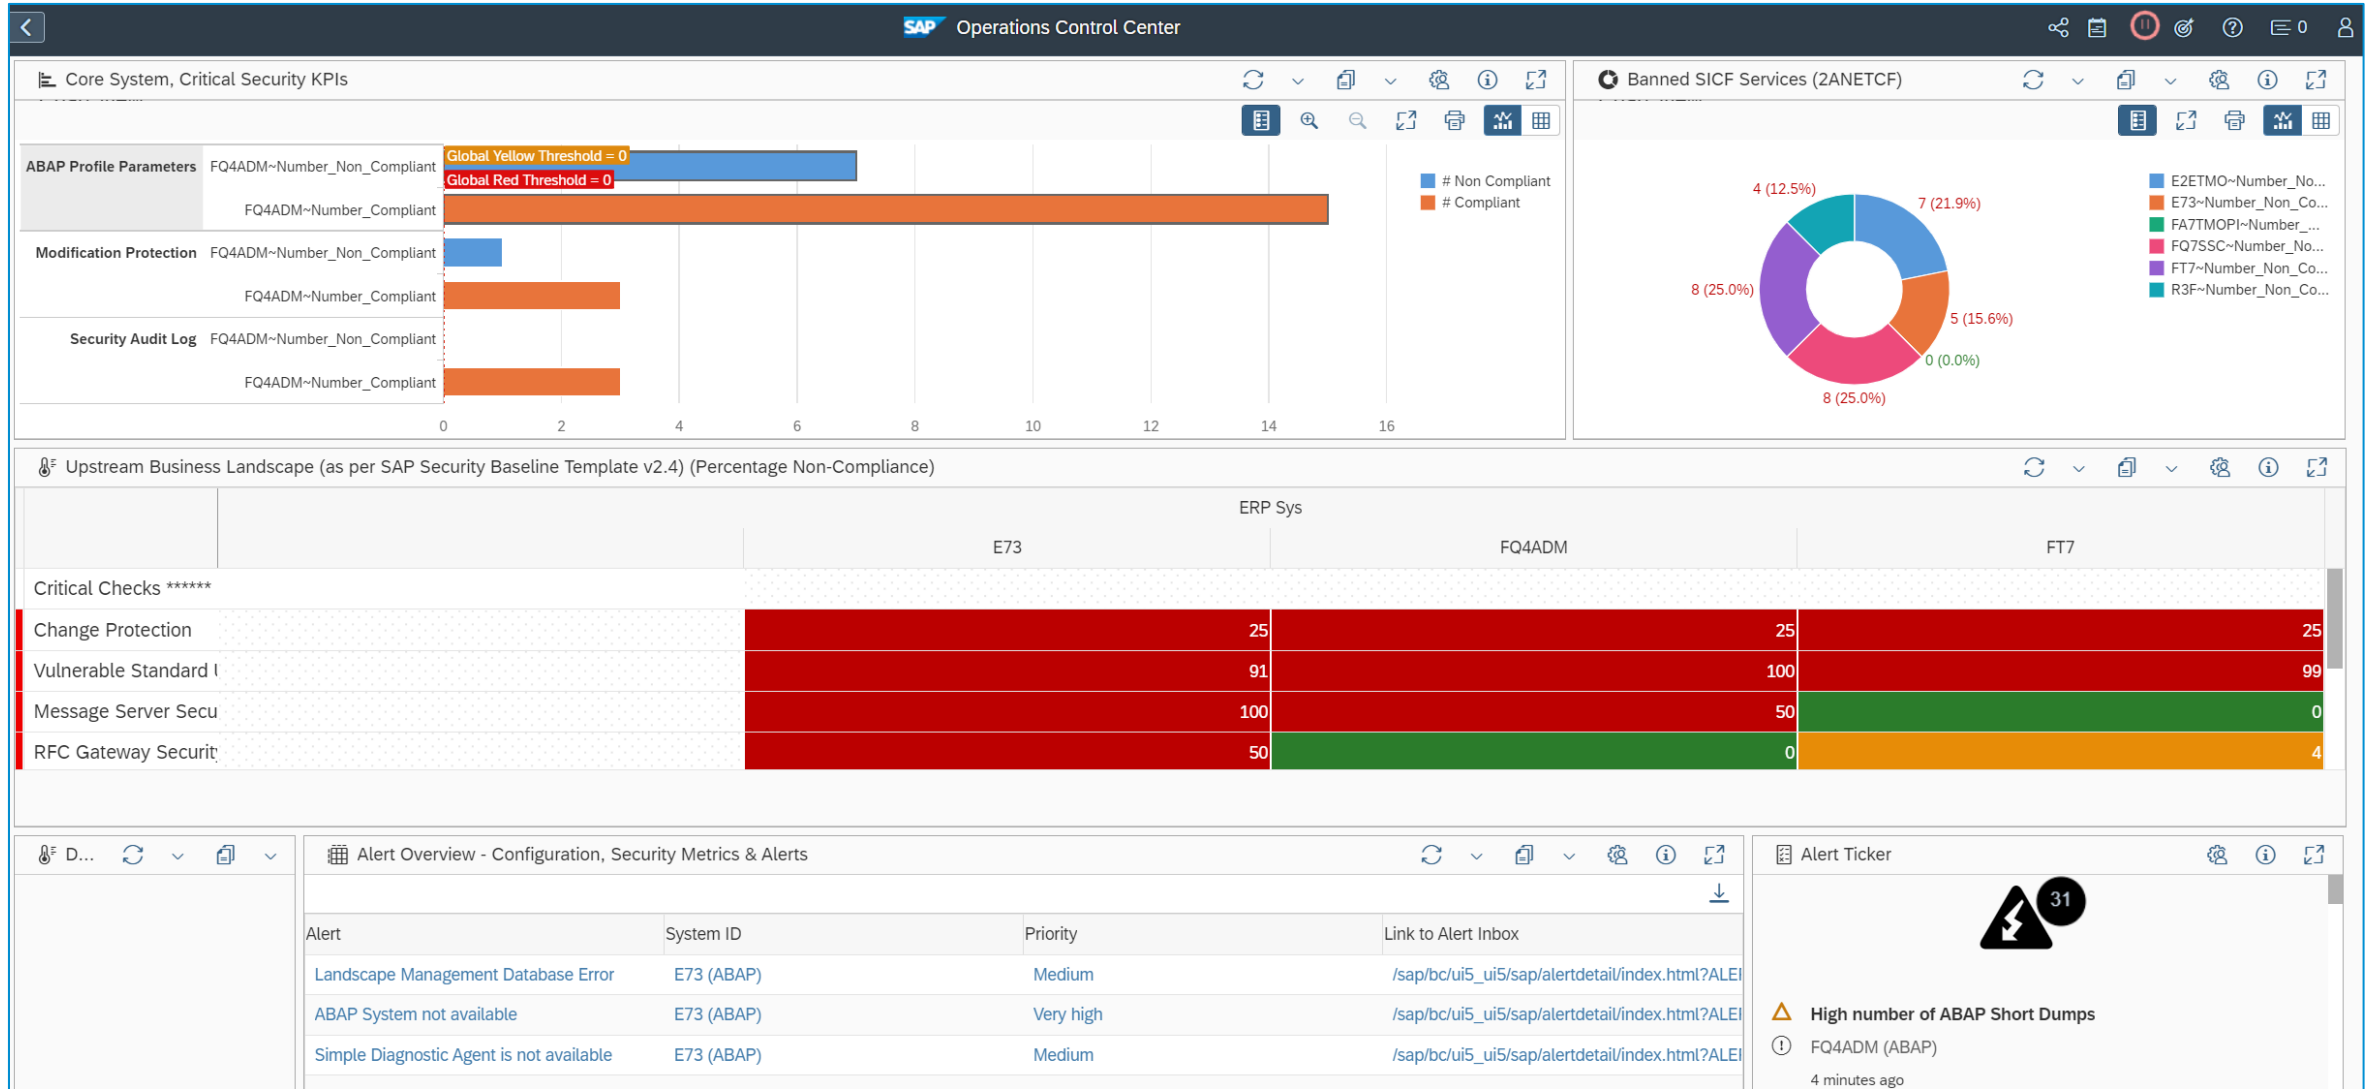 SAP Operations Control Center
0
Core System, Critical Security KPIs
ABAP Profile Parameters FQ4ADM~Number_Non_Compliant
Global Yellow Threshold = 0
Global Red Threshold = 0
FQ4ADM~Number_Compliant
Modification Protection FQ4ADM~Number_Non_Compliant
FQ4ADM~Number_Compliant
Security Audit Log FQ4ADM~Number_Non_Compliant
FQ4ADM~Number_Compliant
0 2 4 6 8 10 12 14 16
# Non Compliant
# Compliant
Banned SICF Services (2ANETCF)
4 (12.5%)
7 (21.9%)
8 (25.0%)
5 (15.6%)
0 (0.0%)
8 (25.0%)
E2ETMO~Number_No...
E73~Number_Non_Co...
FA7TMOPI~Number_...
FQ7SSC~Number_No...
FT7~Number_Non_Co...
R3F~Number_Non_Co...
Upstream Business Landscape (as per SAP Security Baseline Template v2.4) (Percentage Non-Compliance)
ERP Sys
E73 FQ4ADM FT7
Critical Checks ******
Change Protection 25 25 25
Vulnerable Standard 91 100 99
Message Server Secu 100 50 0
RFC Gateway Security 50 0 4
D...
Alert Overview - Configuration, Security Metrics & Alerts
Alert System ID Priority Link to Alert Inbox
Landscape Management Database Error E73 (ABAP) Medium /sap/bc/ui5_ui5/sap/alertdetail/index.html?ALE
ABAP System not available E73 (ABAP) Very high /sap/bc/ui5_ui5/sap/alertdetail/index.html?ALE
Simple Diagnostic Agent is not available E73 (ABAP) Medium /sap/bc/ui5_ui5/sap/alertdetail/index.html?ALE
Alert Ticker
31
High number of ABAP Short Dumps
FQ4ADM (ABAP)
4 minutes ago